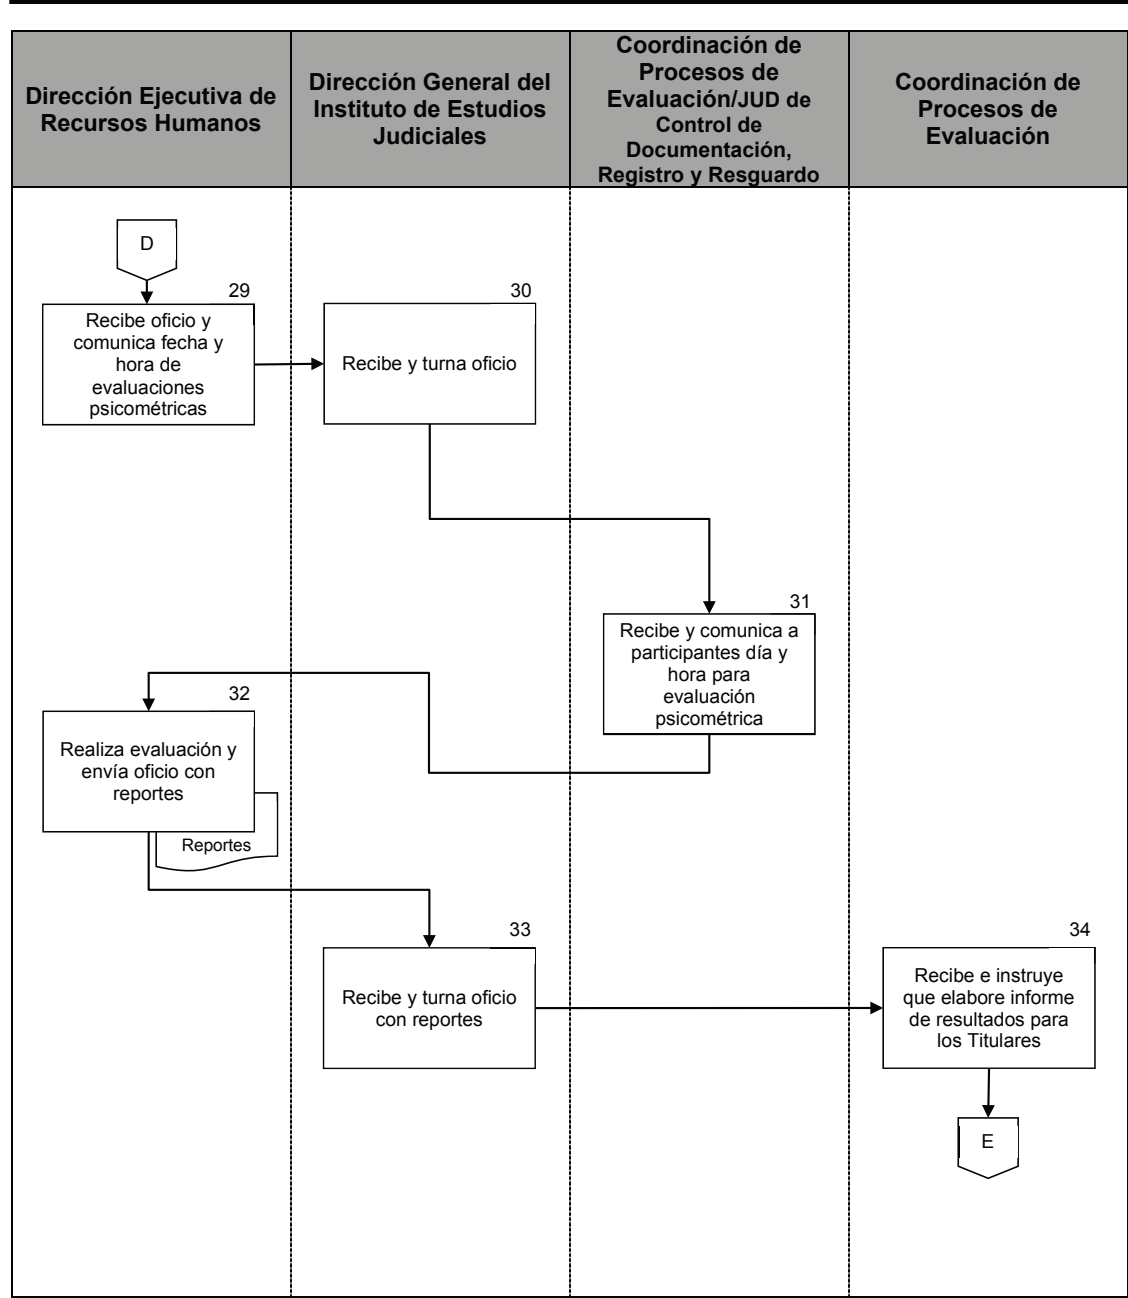 Dirección Ejecutiva de
Recursos Humanos
Dirección General del
Instituto de Estudios
Judiciales
Coordinación de
Procesos de
Evaluación/JUD de
Control de
Documentación,
Registro y Resguardo
Coordinación de
Procesos de
Evaluación
D
29
Recibe oficio y
comunica fecha y
hora de
evaluaciones
psicométricas
30
Recibe y turna oficio
31
Recibe y comunica a
participantes día y
hora para
evaluación
psicométrica
32
Realiza evaluación y
envía oficio con
reportes
Reportes
33
Recibe y turna oficio
con reportes
34
Recibe e instruye
que elabore informe
de resultados para
los Titulares
E